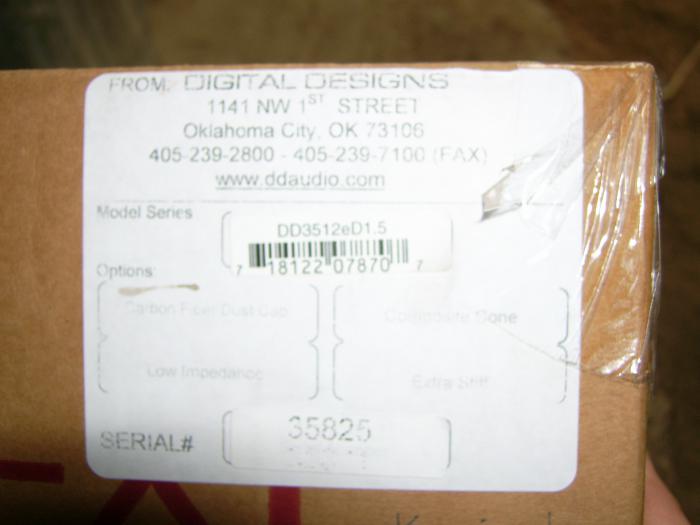 FROM: DIGITAL DESIGNS
1141 NW 1ST STREET
Oklahoma City, OK 73106
405-239-2800 - 405-239-7100 (FAX)
www.ddaudio.com
Model Series
DD3512eD1.5
7 18122 07870 7
Options:
Carbon Fiber Dust Cap
Composite Cone
Low Impedance
Extra Stiff
SERIAL# 35825